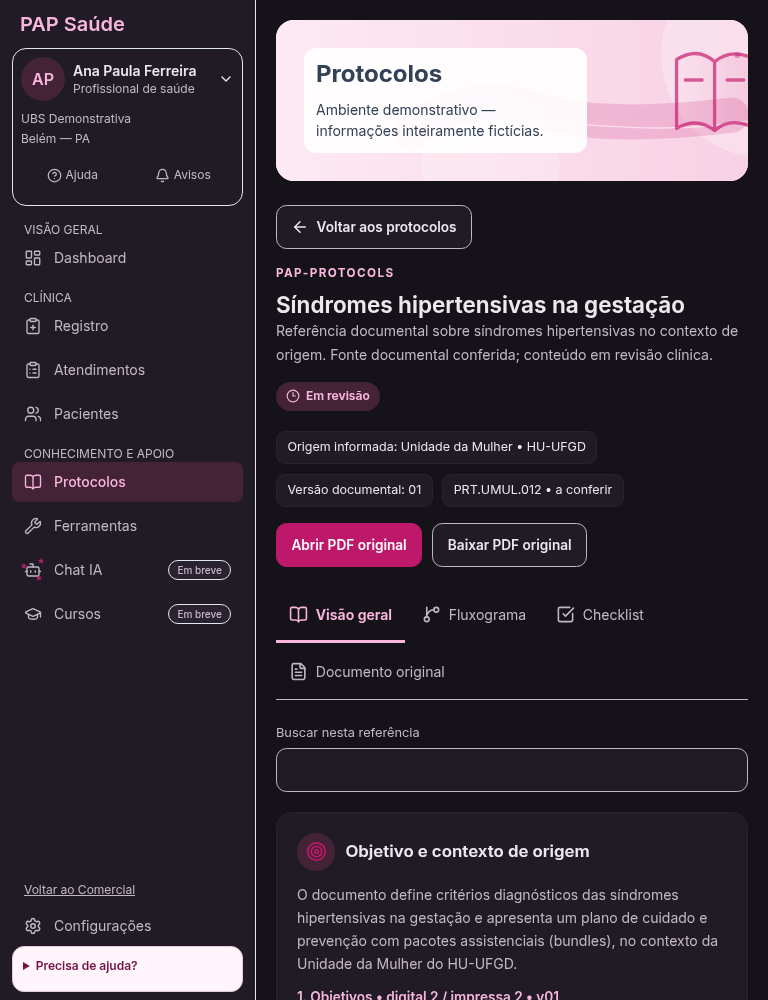 PAP Saúde
AP
Ana Paula Ferreira
Profissional de saúde
UBS Demonstrativa
Belém — PA
Ajuda
Avisos
VISÃO GERAL
Dashboard
CLÍNICA
Registro
Atendimentos
Pacientes
CONHECIMENTO E APOIO
Protocolos
Ferramentas
Chat IA
Em breve
Cursos
Em breve
Voltar ao Comercial
Configurações
Precisa de ajuda?
Protocolos
Ambiente demonstrativo —
informações inteiramente fictícias.
Voltar aos protocolos
PAP-PROTOCOLS
Síndromes hipertensivas na gestação
Referência documental sobre síndromes hipertensivas no contexto de
origem. Fonte documental conferida; conteúdo em revisão clínica.
Em revisão
Origem informada: Unidade da Mulher • HU-UFGD
Versão documental: 01
PRT.UMUL.012 • a conferir
Abrir PDF original
Baixar PDF original
Visão geral
Fluxograma
Checklist
Documento original
Buscar nesta referência
Objetivo e contexto de origem
O documento define critérios diagnósticos das síndromes
hipertensivas na gestação e apresenta um plano de cuidado e
prevenção com pacotes assistenciais (bundles), no contexto da
Unidade da Mulher do HU-UFGD.
1. Objetivos • digital 2 / impressa 2 • v01